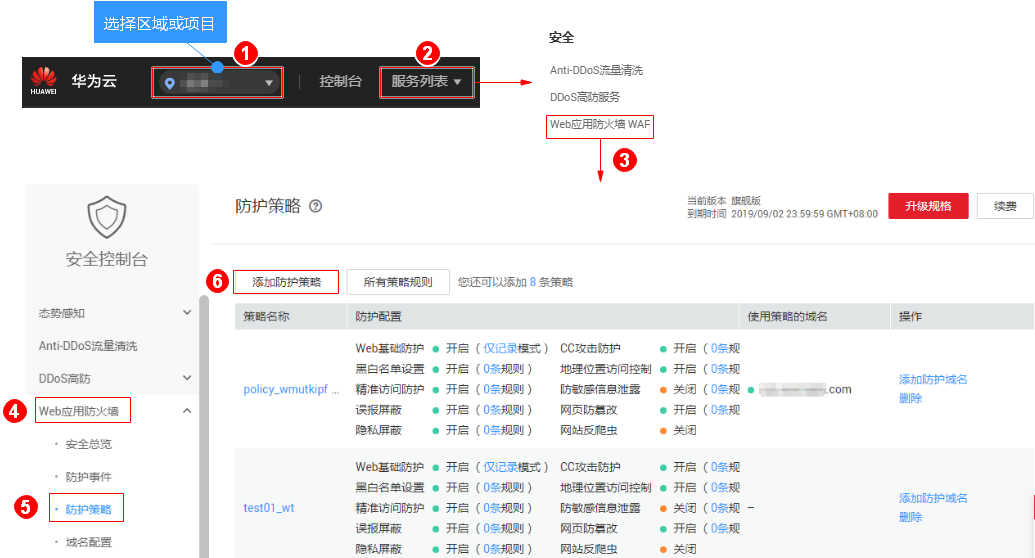 选择区域或项目
1
2
HUAWEI
华为云
控制台
服务列表
安全
Anti-DDoS流量清洗
DDoS高防服务
Web应用防火墙 WAF
3
安全控制台
态势感知
Anti-DDoS流量清洗
DDoS高防
4
Web应用防火墙
安全总览
防护事件
5
防护策略
域名配置
防护策略
当前版本 旗舰版
到期时间 2019/09/02 23:59:59 GMT+08:00
升级规格
续费
6
添加防护策略
所有策略规则
您还可以添加 8 条策略
策略名称 防护配置 使用策略的域名 操作
policy_wmutkipf ...
Web基础防护 开启（仅记录模式） CC攻击防护 开启（0条规
黑白名单设置 开启（0条规则） 地理位置访问控制 开启（0条规
精准访问防护 开启（0条规则） 防敏感信息泄露 关闭（0条规
误报屏蔽 开启（0条规则） 网页防篡改 开启（0条规
隐私屏蔽 开启（0条规则） 网站反爬虫 关闭
.com
添加防护域名
删除
test01_wt
Web基础防护 开启（仅记录模式） CC攻击防护 开启（0条规
黑白名单设置 开启（0条规则） 地理位置访问控制 开启（0条规
精准访问防护 开启（0条规则） 防敏感信息泄露 关闭（0条规
误报屏蔽 开启（0条规则） 网页防篡改 开启（0条规
隐私屏蔽 开启（0条规则） 网站反爬虫 关闭
--
添加防护域名
删除